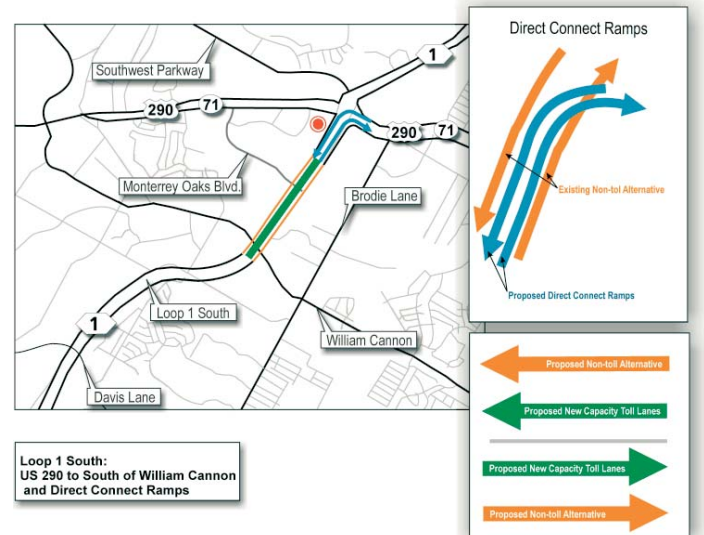 Direct Connect Ramps
1
Southwest Parkway
290
71
290
71
Monterrey Oaks Blvd.
Brodie Lane
Existing Non-tol Alternative
Proposed Direct Connect Ramps
Loop 1 South
1
William Cannon
Davis Lane
Proposed Non-toll Alternative
Proposed New Capacity Toll Lanes
Proposed New Capacity Toll Lanes
Proposed Non-toll Alternative
Loop 1 South:
US 290 to South of William Cannon
and Direct Connect Ramps